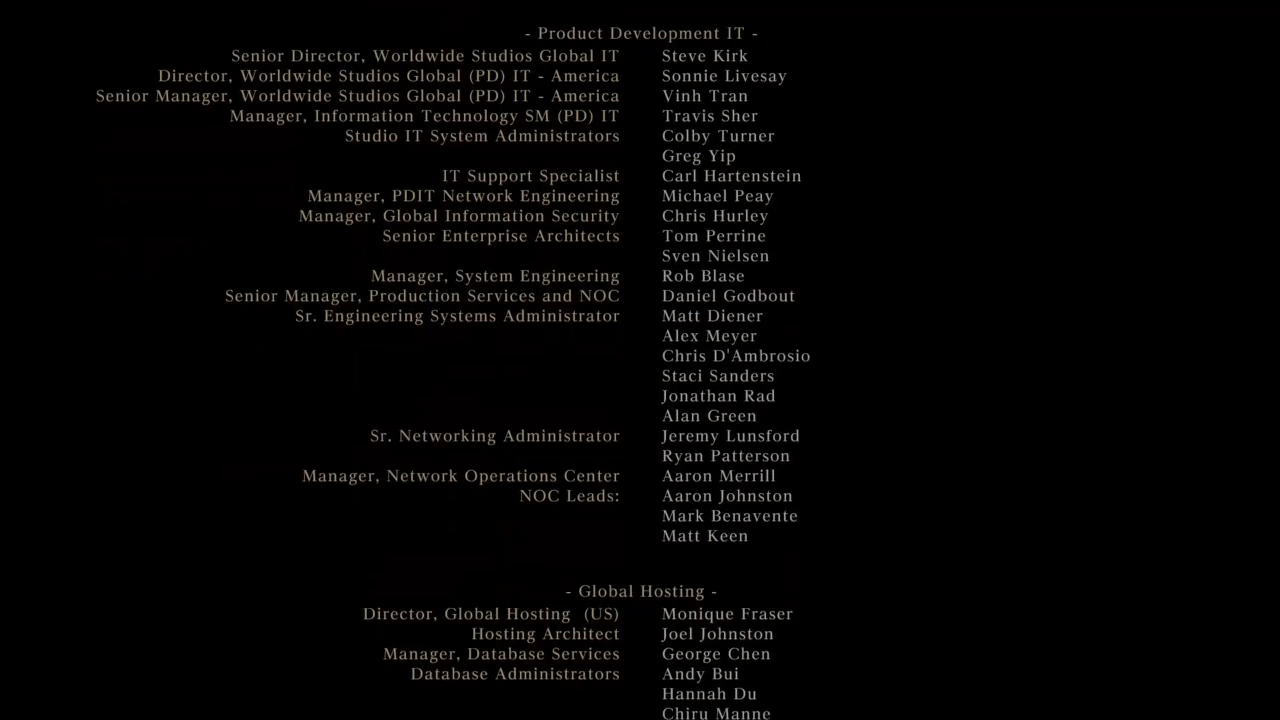 - Product Development IT -
Senior Director, Worldwide Studios Global IT Steve Kirk
Director, Worldwide Studios Global (PD) IT - America Sonnie Livesay
Senior Manager, Worldwide Studios Global (PD) IT - America Vinh Tran
Manager, Information Technology SM (PD) IT Travis Sher
Studio IT System Administrators Colby Turner
Greg Yip
IT Support Specialist Carl Hartenstein
Manager, PDIT Network Engineering Michael Peay
Manager, Global Information Security Chris Hurley
Senior Enterprise Architects Tom Perrine
Sven Nielsen
Manager, System Engineering Rob Blase
Senior Manager, Production Services and NOC Daniel Godbout
Sr. Engineering Systems Administrator Matt Diener
Alex Meyer
Chris D'Ambrosio
Staci Sanders
Jonathan Rad
Alan Green
Sr. Networking Administrator Jeremy Lunsford
Ryan Patterson
Manager, Network Operations Center Aaron Merrill
NOC Leads: Aaron Johnston
Mark Benavente
Matt Keen
- Global Hosting -
Director, Global Hosting (US) Monique Fraser
Hosting Architect Joel Johnston
Manager, Database Services George Chen
Database Administrators Andy Bui
Hannah Du
Chiru Manne